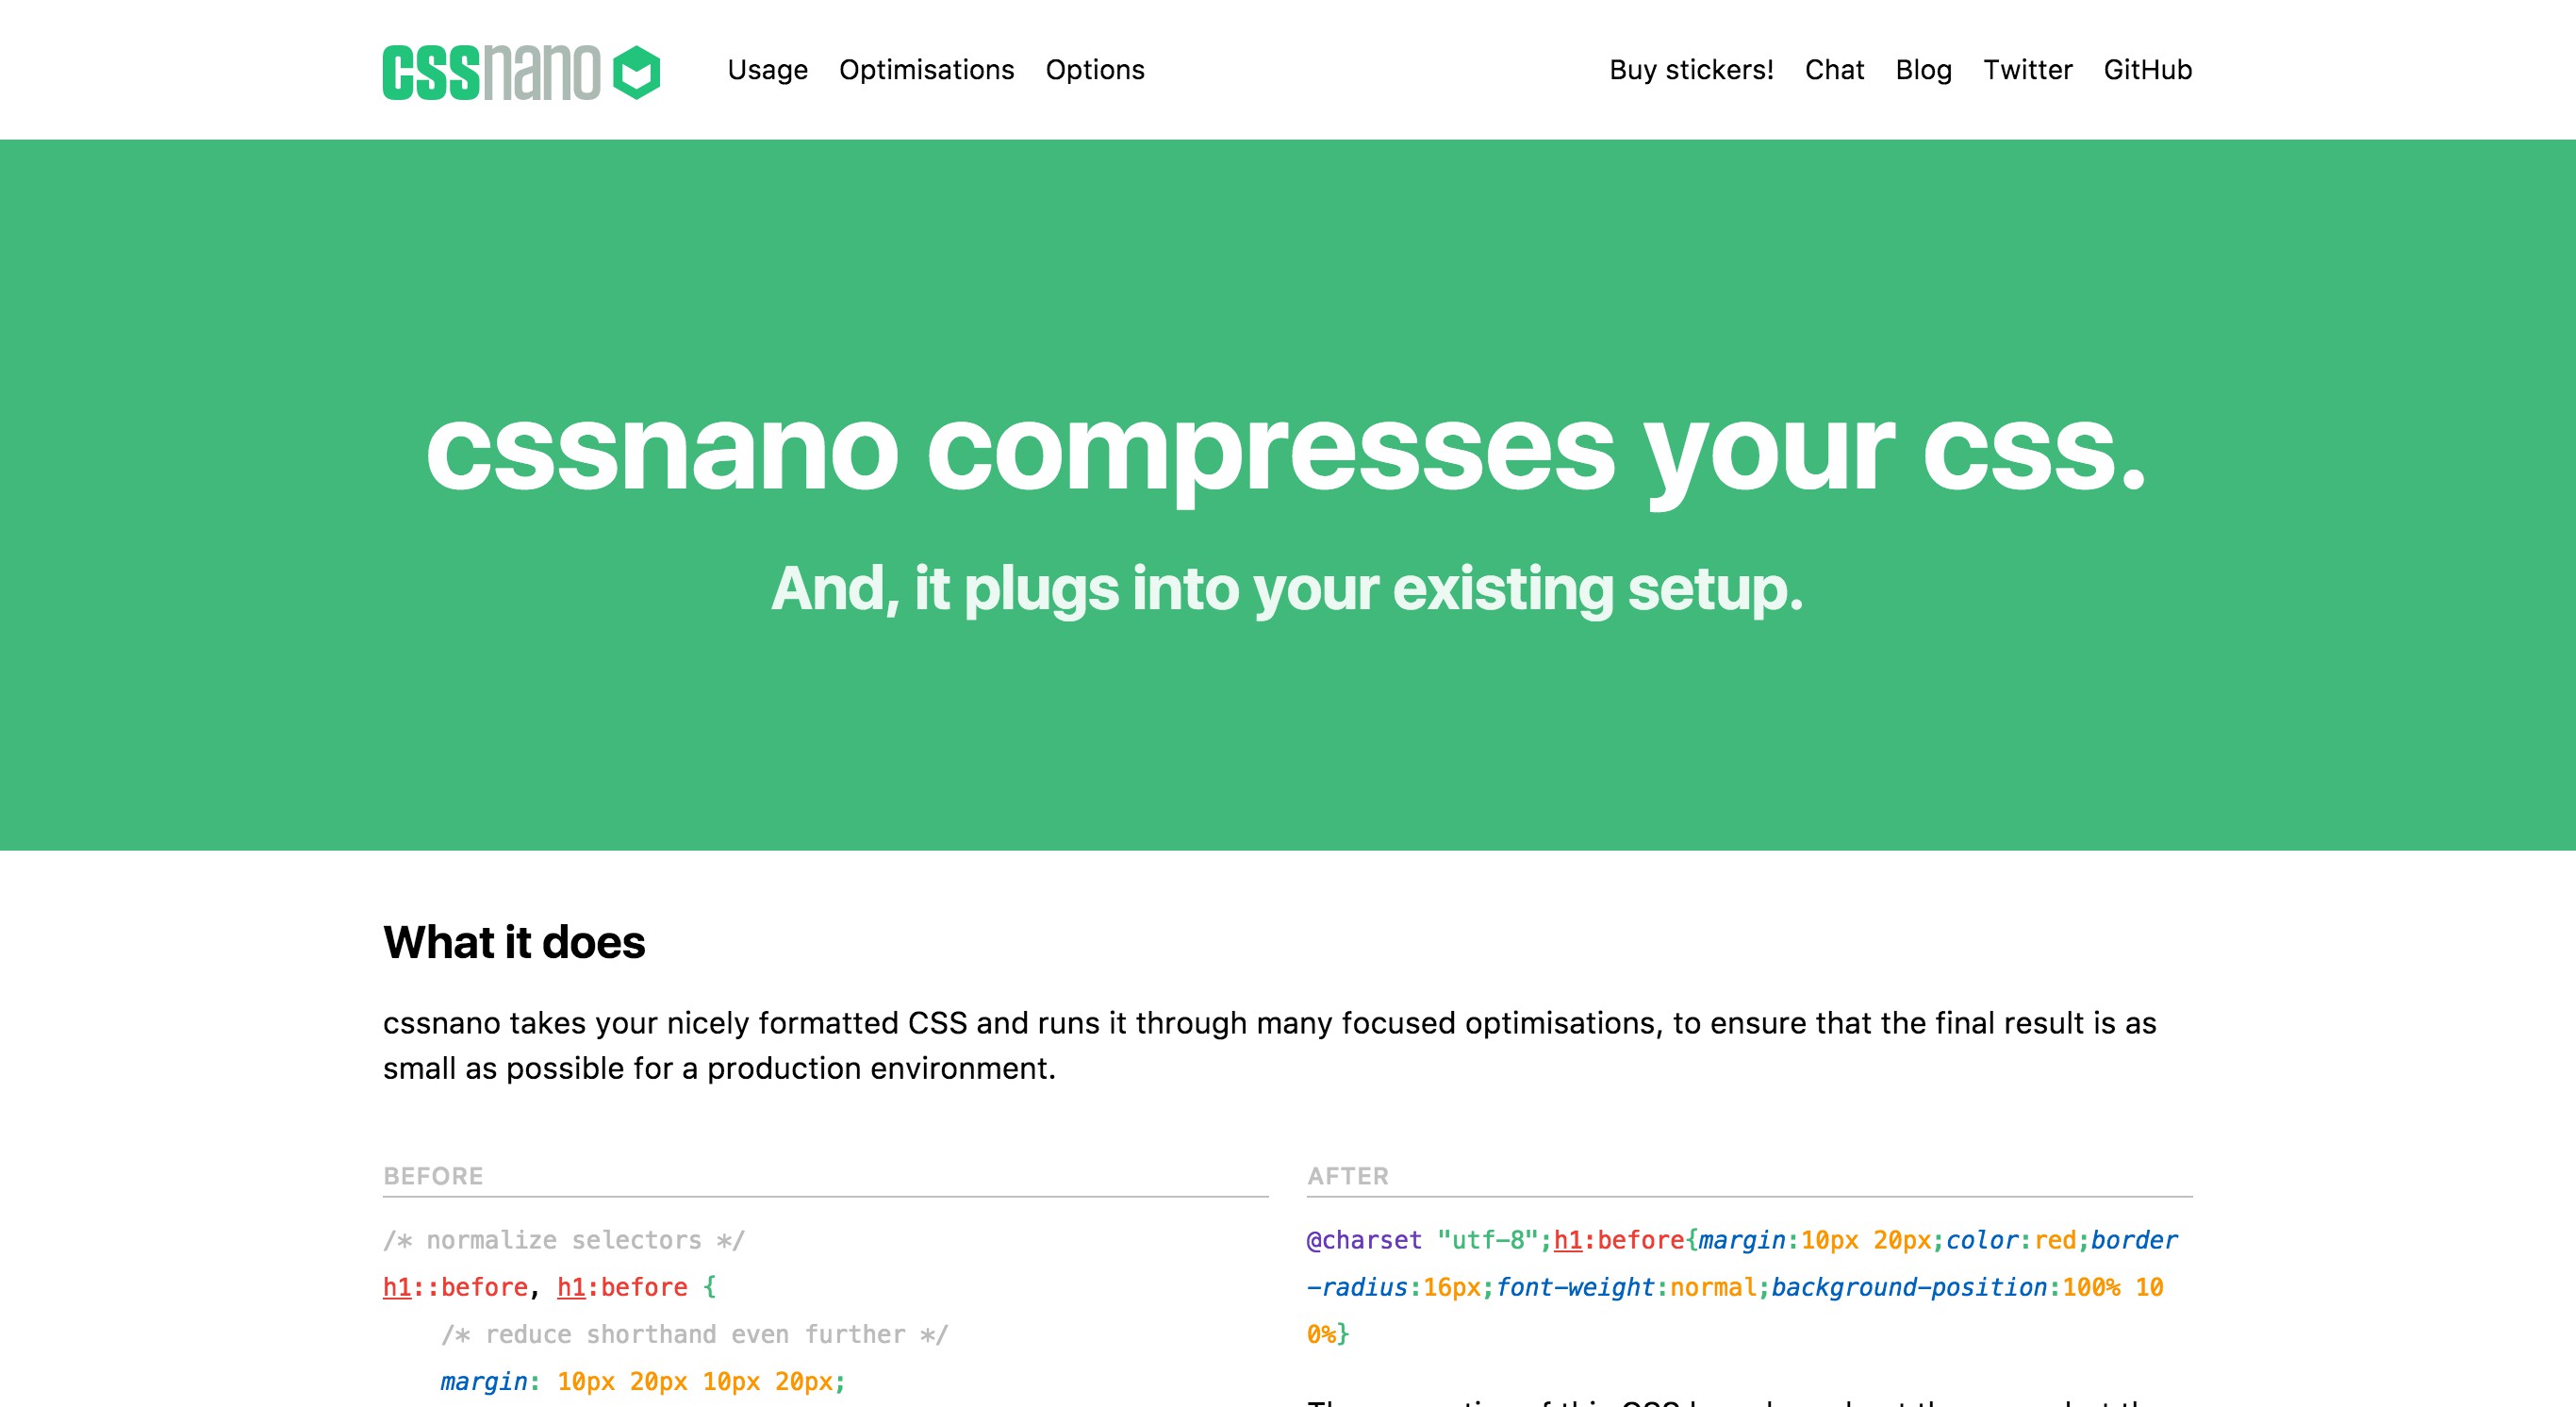 cssnano
Usage Optimisations Options
Buy stickers! Chat Blog Twitter GitHub
cssnano compresses your css.
And, it plugs into your existing setup.
What it does
cssnano takes your nicely formatted CSS and runs it through many focused optimisations, to ensure that the final result is as
small as possible for a production environment.
BEFORE
/* normalize selectors */
h1::before, h1:before {
    /* reduce shorthand even further */
    margin: 10px 20px 10px 20px;
AFTER
@charset "utf-8";h1:before{margin:10px 20px;color:red;border
-radius:16px;font-weight:normal;background-position:100% 10
0%}